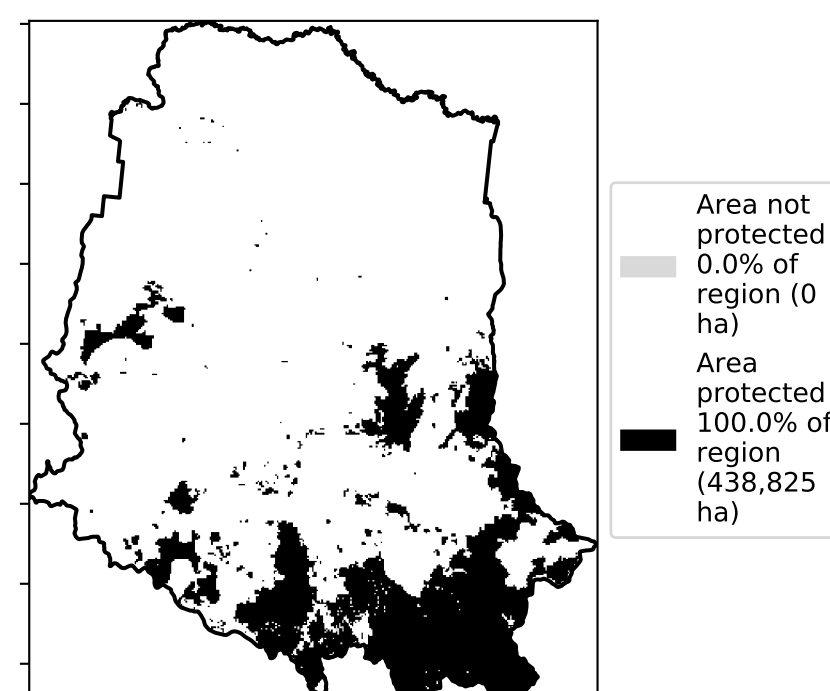 Area not
protected
0.0% of
region (0
ha)
Area
protected
100.0% of
region
(438,825
ha)